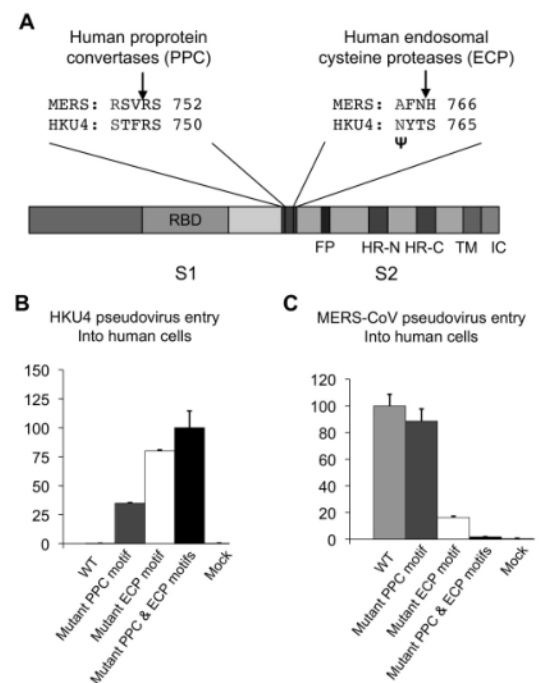 A
Human proprotein
convertases (PPC)
Human endosomal
cysteine proteases (ECP)
MERS: RSVRS 752
HKU4: STFRS 750
MERS: AFNH 766
HKU4: NYTS 765
Ψ
RBD
FP HR-N HR-C TM IC
S1 S2
B
HKU4 pseudovirus entry
Into human cells
150
125
100
75
50
25
0
WT
Mutant PPC motif
Mutant ECP motif
Mutant PPC & ECP motifs
Mock
C
MERS-CoV pseudovirus entry
Into human cells
120
100
80
60
40
20
0
WT
Mutant PPC motif
Mutant ECP motif
Mutant PPC & ECP motifs
Mock